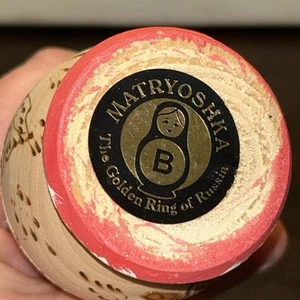 MATRYOSHKA
B
The Golden Ring of Russia